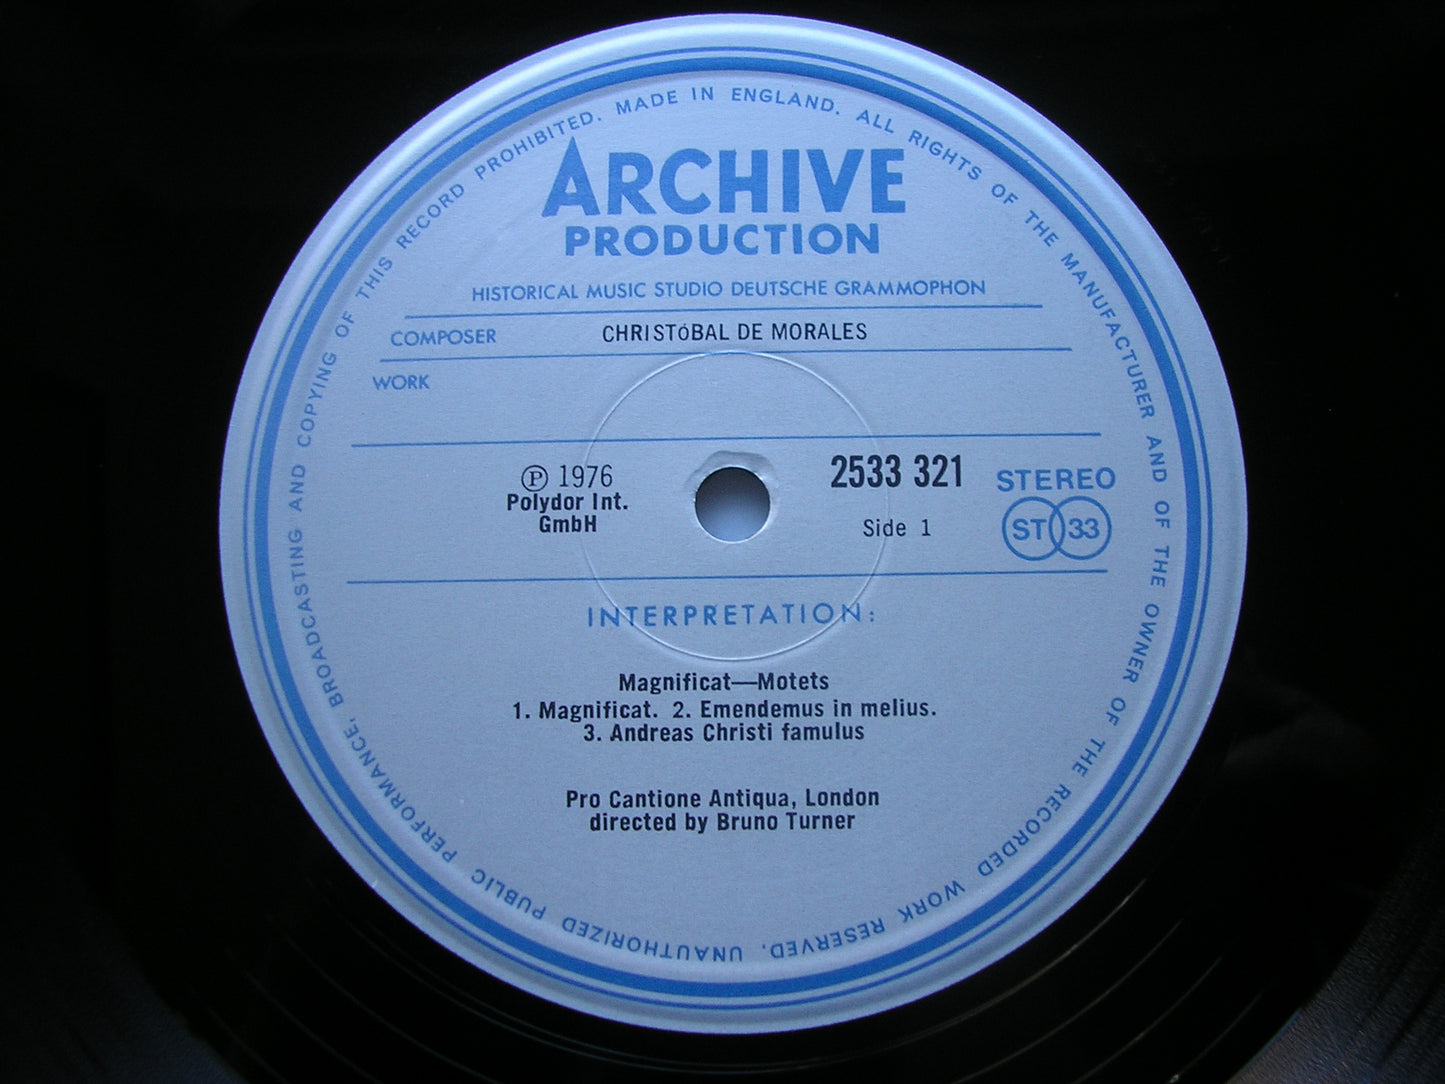 MADE IN ENGLAND. ALL RIGHTS OF THE MANUFACTURER AND OF THE OWNER OF THE RECORDED WORK RESERVED. UNAUTHORIZED PUBLIC PERFORMANCE, BROADCASTING AND COPYING OF THIS RECORD PROHIBITED.
ARCHIVE
PRODUCTION
HISTORICAL MUSIC STUDIO DEUTSCHE GRAMMOPHON
COMPOSER CHRISTóBAL DE MORALES
WORK
℗ 1976
Polydor Int.
GmbH
2533 321
Side 1
STEREO
ST 33
INTERPRETATION:
Magnificat—Motets
1. Magnificat. 2. Emendemus in melius.
3. Andreas Christi famulus
Pro Cantione Antiqua, London
directed by Bruno Turner